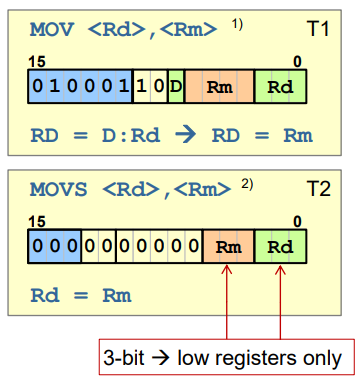 MOV <Rd>,<Rm> 1) T1
15 0
0 1 0 0 0 1 1 0 D Rm Rd
RD = D:Rd → RD = Rm
MOVS <Rd>,<Rm> 2) T2
15 0
0 0 0 0 0 0 0 0 0 0 Rm Rd
Rd = Rm
3-bit → low registers only